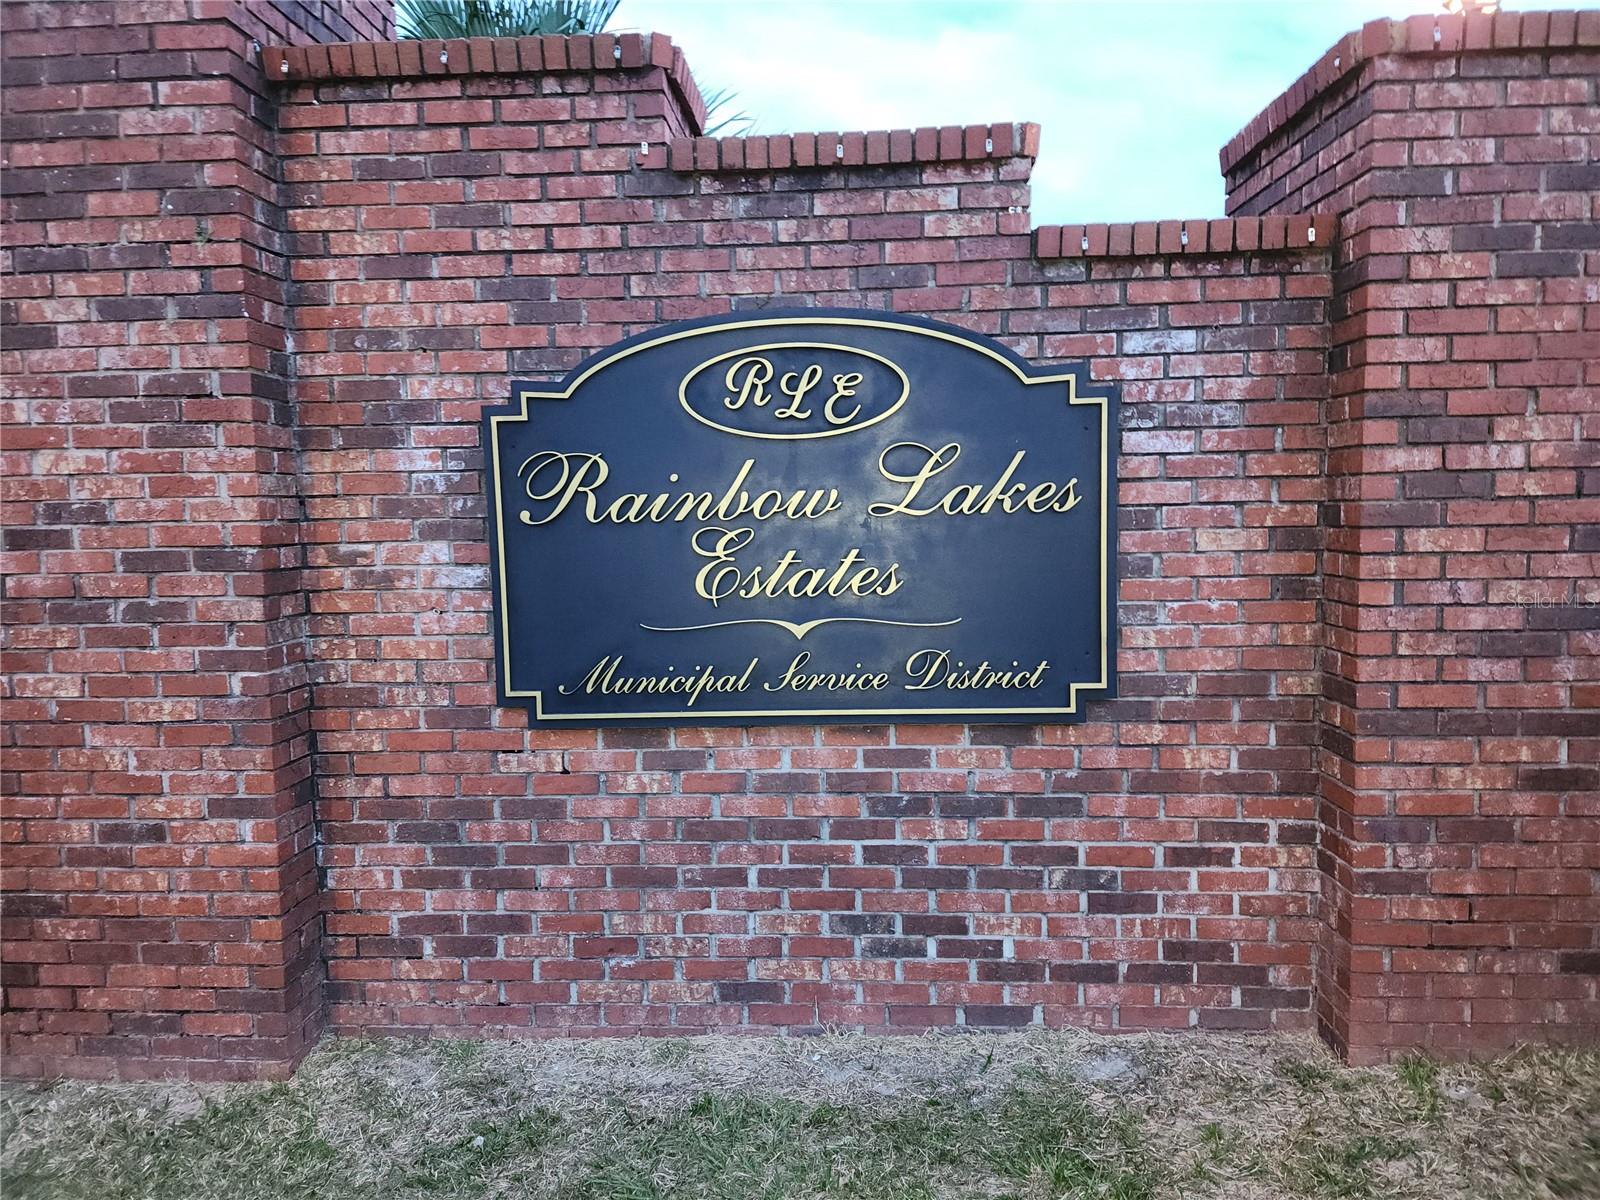 RLE
Rainbow Lakes
Estates
Municipal Service District
Stellar MLS